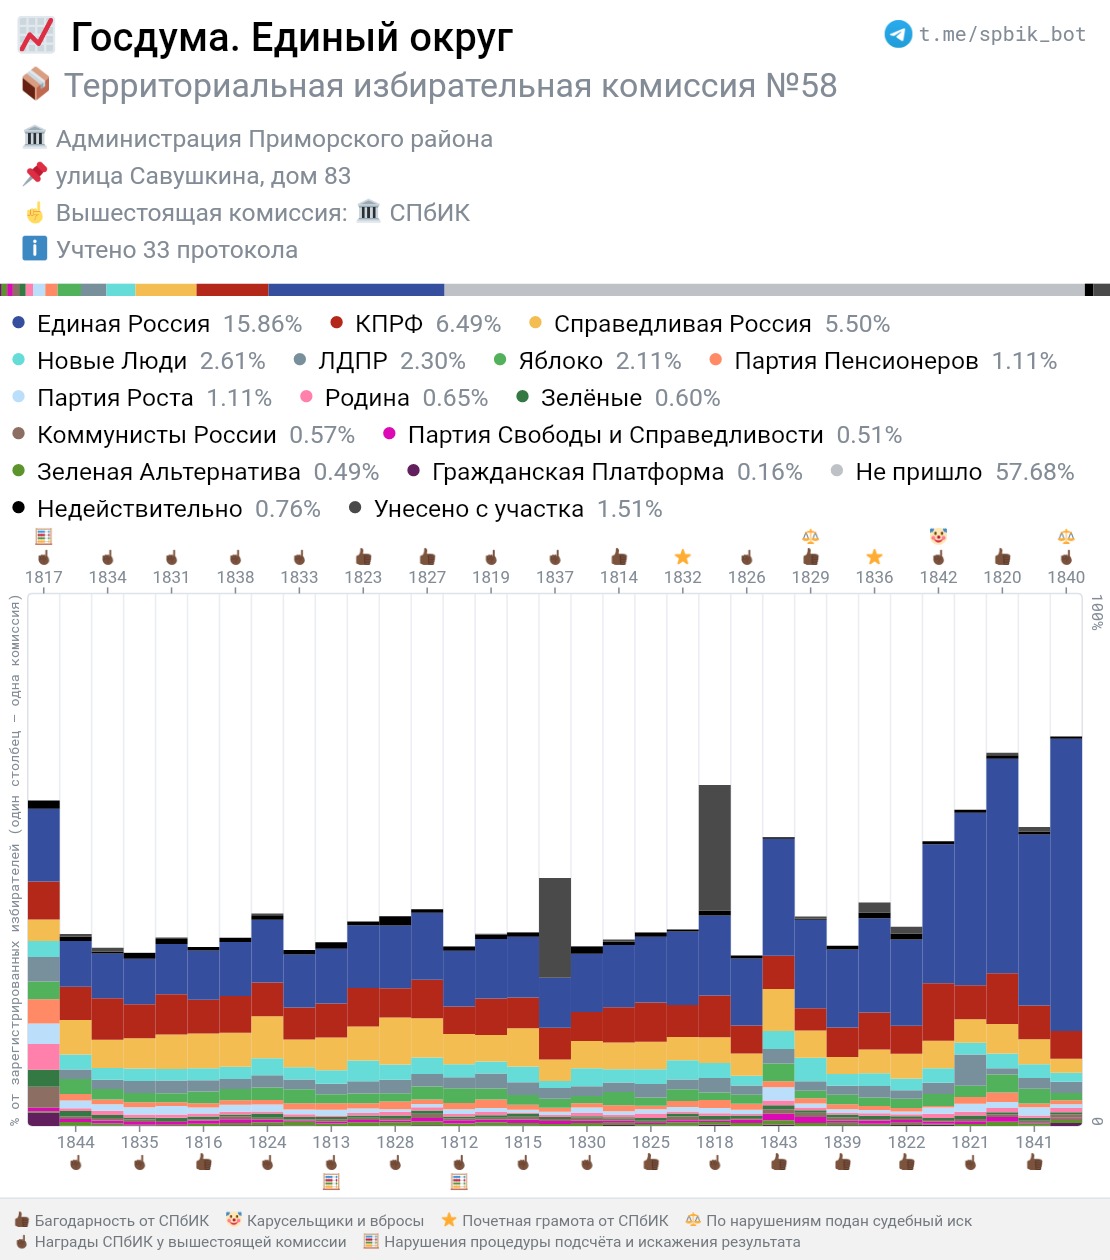 Госдума. Единый округ
t.me/spbik_bot
Территориальная избирательная комиссия №58
Администрация Приморского района
улица Савушкина, дом 83
Вышестоящая комиссия: СПбИК
Учтено 33 протокола
Единая Россия 15.86% КПРФ 6.49% Справедливая Россия 5.50%
Новые Люди 2.61% ЛДПР 2.30% Яблоко 2.11% Партия Пенсионеров 1.11%
Партия Роста 1.11% Родина 0.65% Зелёные 0.60%
Коммунисты России 0.57% Партия Свободы и Справедливости 0.51%
Зеленая Альтернатива 0.49% Гражданская Платформа 0.16% Не пришло 57.68%
Недействительно 0.76% Унесено с участка 1.51%
1817 1834 1831 1838 1833 1823 1827 1819 1837 1814 1832 1826 1829 1836 1842 1820 1840
% от зарегистрированных избирателей (один столбец – одна комиссия)
100%
0
1844 1835 1816 1824 1813 1828 1812 1815 1830 1825 1818 1843 1839 1822 1821 1841
Багодарность от СПбИК Карусельщики и вбросы Почетная грамота от СПбИК По нарушениям подан судебный иск
Награды СПбИК у вышестоящей комиссии Нарушения процедуры подсчёта и искажения результата